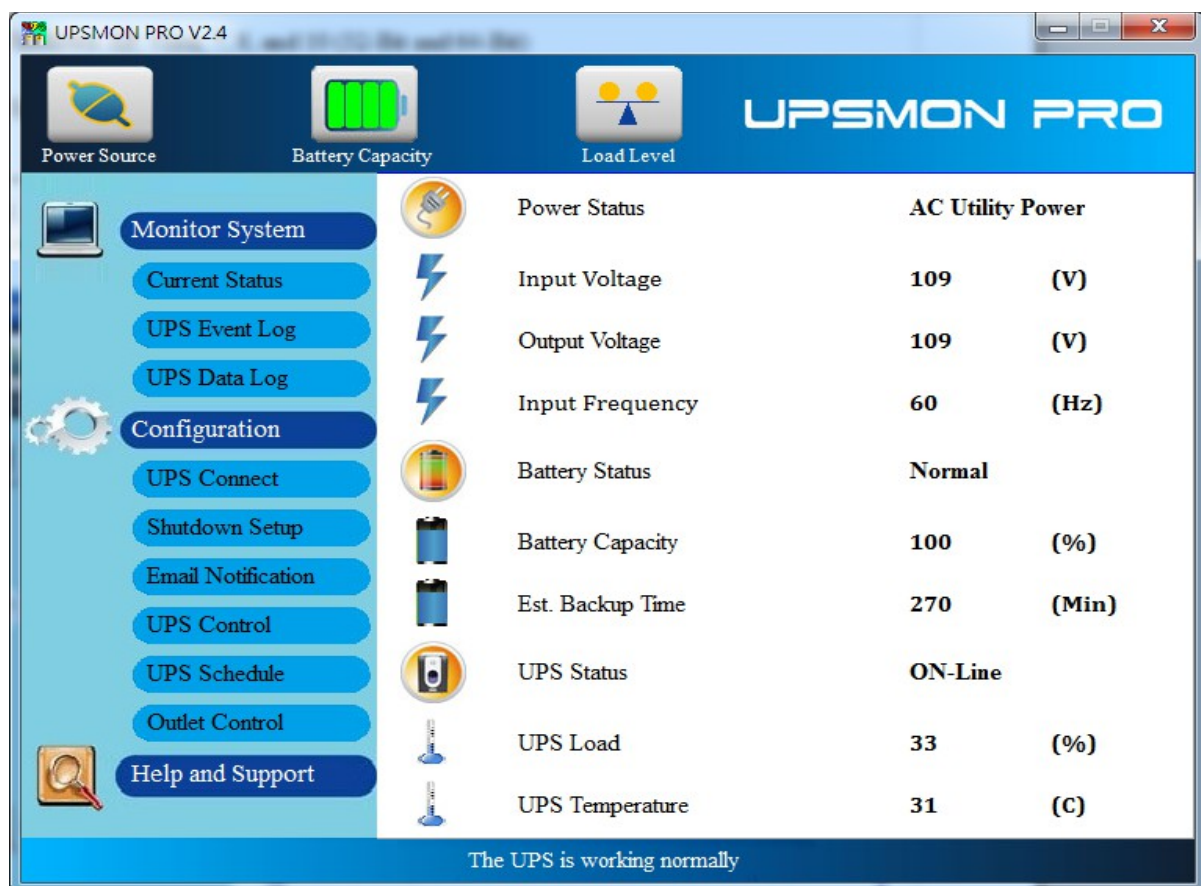 UPSMON PRO V2.4
UPSMON PRO
Power Source
Battery Capacity
Load Level
Monitor System
Current Status
UPS Event Log
UPS Data Log
Configuration
UPS Connect
Shutdown Setup
Email Notification
UPS Control
UPS Schedule
Outlet Control
Help and Support
Power Status AC Utility Power
Input Voltage 109 (V)
Output Voltage 109 (V)
Input Frequency 60 (Hz)
Battery Status Normal
Battery Capacity 100 (%)
Est. Backup Time 270 (Min)
UPS Status ON-Line
UPS Load 33 (%)
UPS Temperature 31 (C)
The UPS is working normally